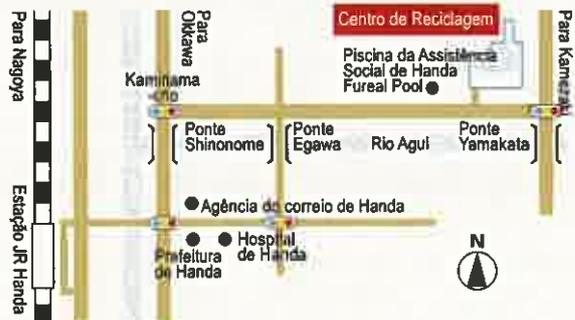 Para Nagoya
Para
Okkawa
Centro de Reciclagem
Para Kamezaki
Piscina da Assistência
Social de Handa
Fureal Pool
Kaminama
-cho
Ponte
Shinonome
Ponte
Egawa
Rio Agui
Ponte
Yamakata
Estação JR Handa
Agência do correio de Handa
Prefeitura
de Handa
Hospital
de Handa
N